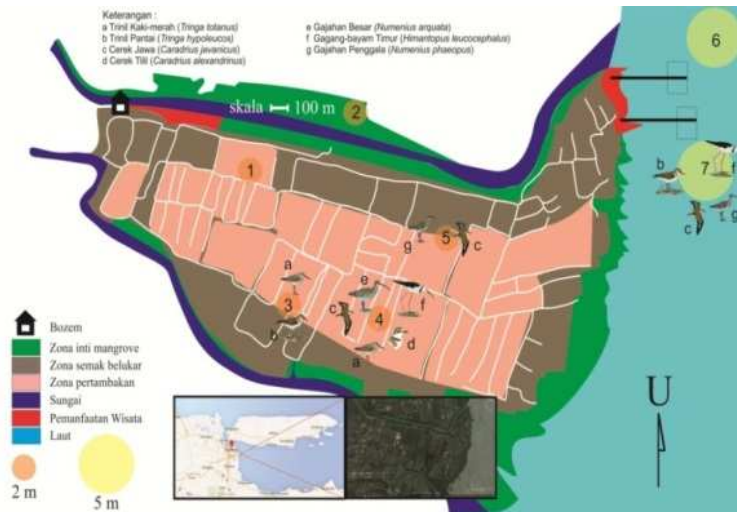 Keterangan :
a Trinil Kaki-merah (Tringa totanus)
b Trinil Pantai (Tringa hypoleucos)
c Cerek Jawa (Caradrius javanicus)
d Cerek Tilil (Caradrius alexandrinus)
e Gajahan Besar (Numenius arquata)
f Gagang-bayam Timur (Himantopus leucocephalus)
g Gajahan Penggala (Numenius phaeopus)
skala 100 m
2
6
1
7
b
f
c
g
5
g
c
a
e
f
3
c
4
b
a
d
Bozem
Zona inti mangrove
Zona semak belukar
Zona pertambakan
Sungai
Pemanfaatan Wisata
Laut
2 m
5 m
U